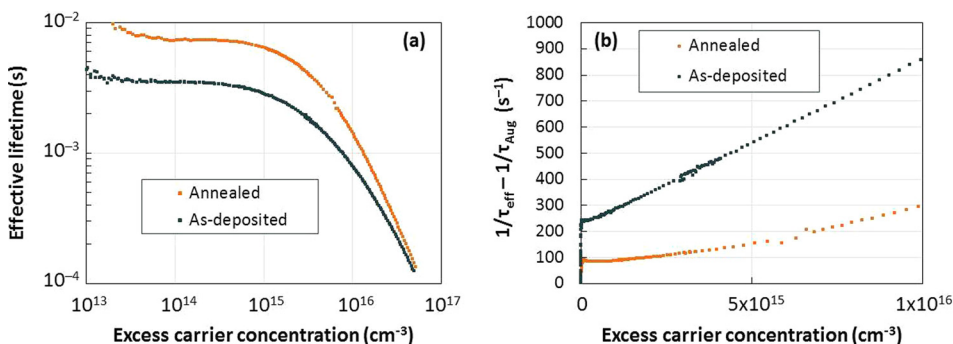 10⁻²
10⁻³
10⁻⁴
Effective lifetime (s)
(a)
Annealed
As-deposited
10¹³ 10¹⁴ 10¹⁵ 10¹⁶ 10¹⁷
Excess carrier concentration (cm⁻³)
1000
900
800
700
600
500
400
300
200
100
0
1/τeff – 1/τAug (s⁻¹)
(b)
Annealed
As-deposited
0 5x10¹⁵ 1x10¹⁶
Excess carrier concentration (cm⁻³)